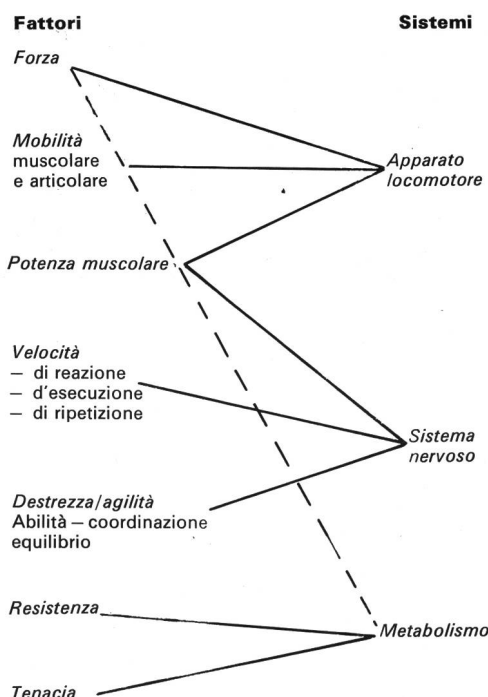 Fattori
Sistemi
Forza
Mobilità
muscolare
e articolare
Apparato
locomotore
Potenza muscolare
Velocità
— di reazione
— d'esecuzione
— di ripetizione
Sistema
nervoso
Destrezza/agilità
Abilità — coordinazione
equilibrio
Resistenza
Metabolismo
Tenacia